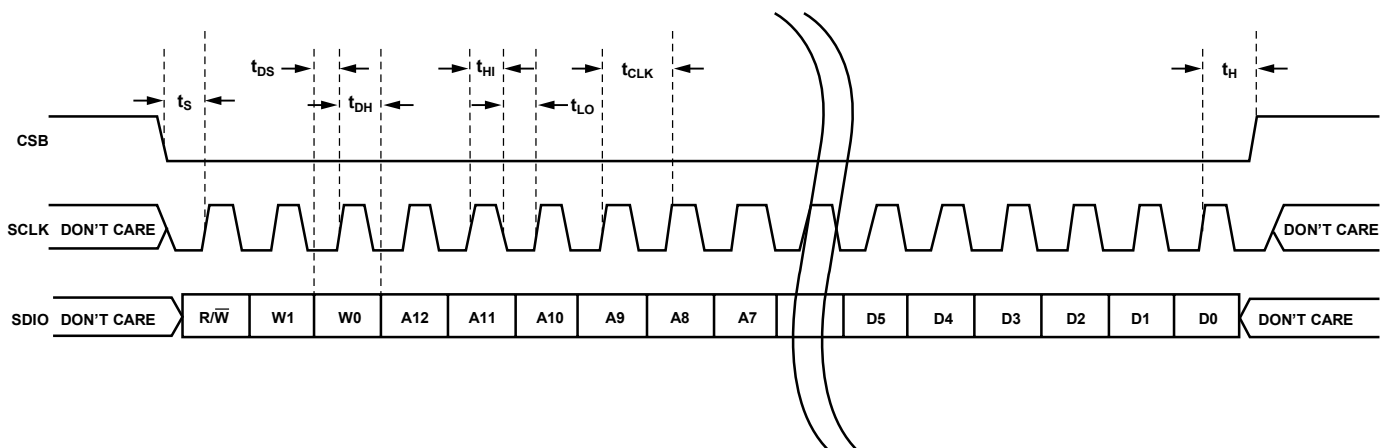 tDS
tHI
tCLK
tH
tS
tDH
tLO
CSB
SCLK DON'T CARE
DON'T CARE
SDIO DON'T CARE R/W̅ W1 W0 A12 A11 A10 A9 A8 A7 D5 D4 D3 D2 D1 D0 DON'T CARE